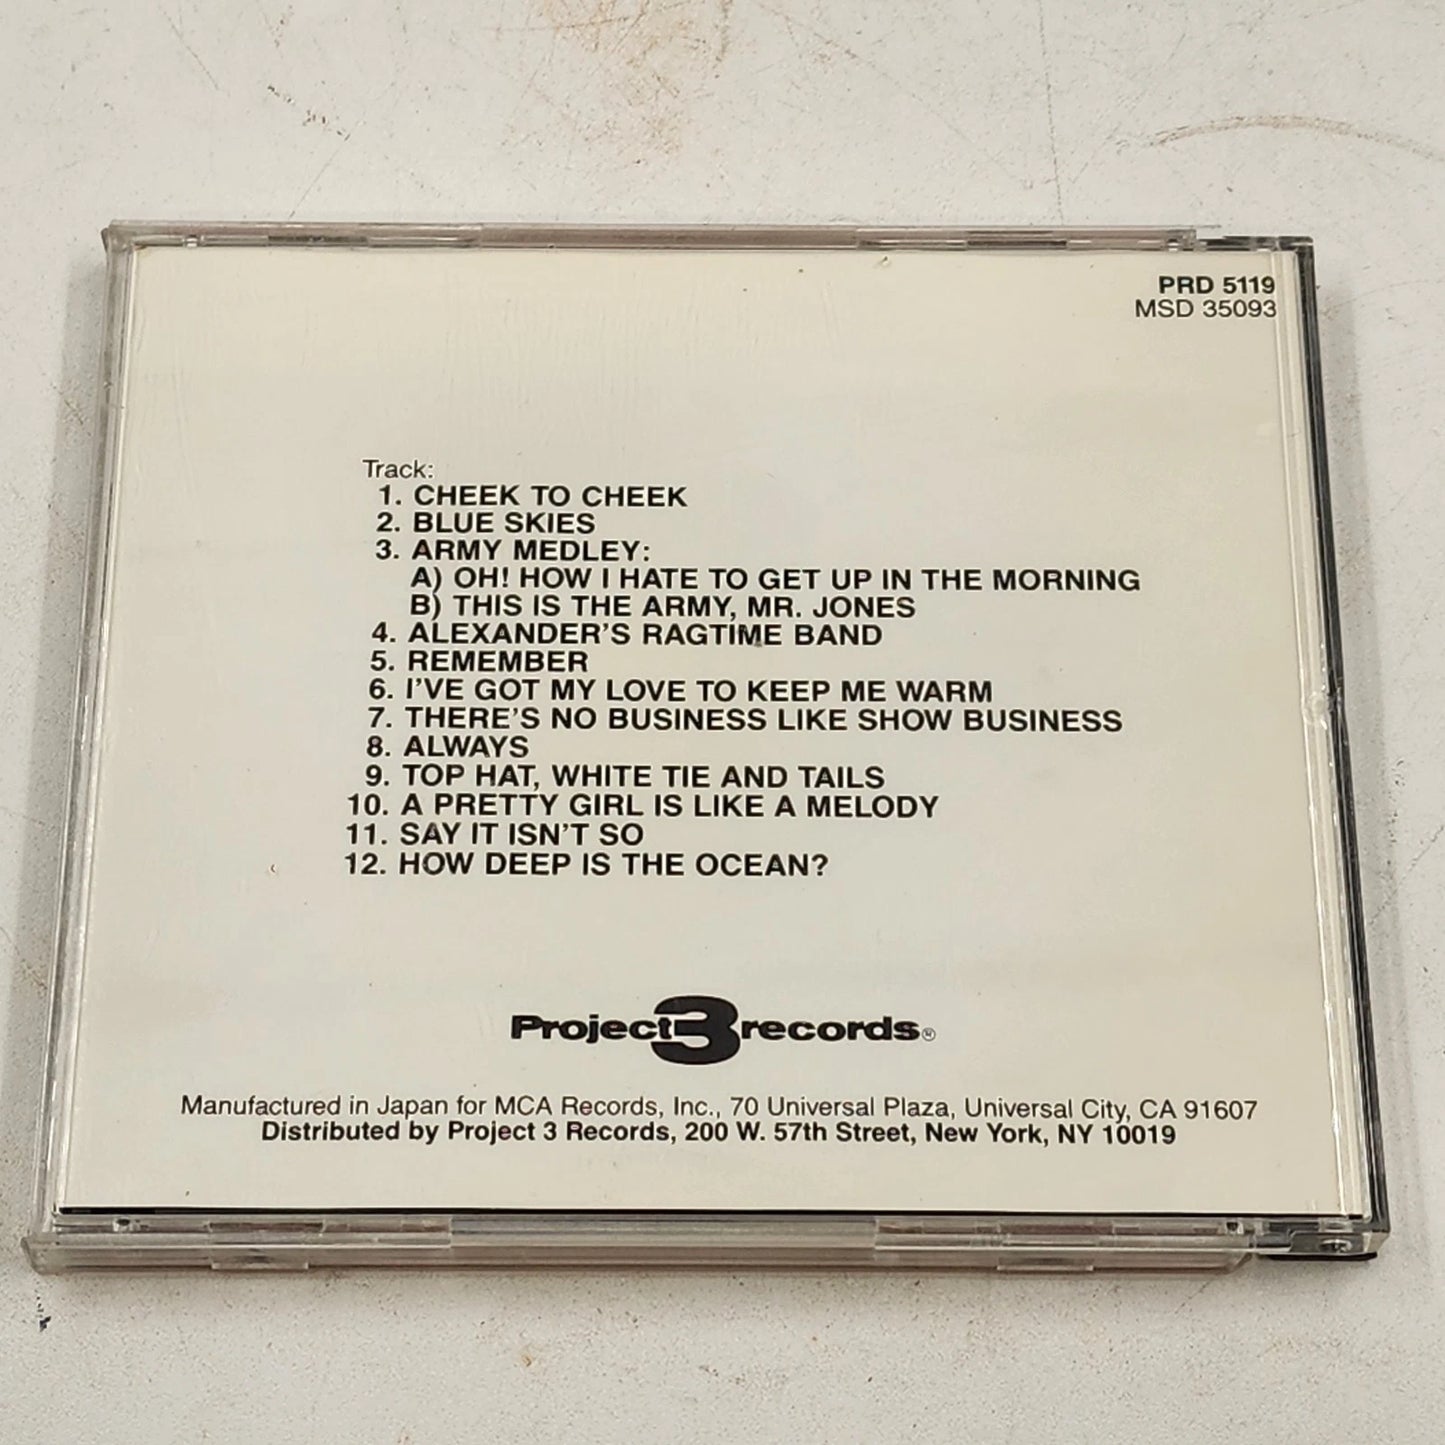 PRD 5119
MSD 35093
Track:
1. CHEEK TO CHEEK
2. BLUE SKIES
3. ARMY MEDLEY:
A) OH! HOW I HATE TO GET UP IN THE MORNING
B) THIS IS THE ARMY, MR. JONES
4. ALEXANDER'S RAGTIME BAND
5. REMEMBER
6. I'VE GOT MY LOVE TO KEEP ME WARM
7. THERE'S NO BUSINESS LIKE SHOW BUSINESS
8. ALWAYS
9. TOP HAT, WHITE TIE AND TAILS
10. A PRETTY GIRL IS LIKE A MELODY
11. SAY IT ISN'T SO
12. HOW DEEP IS THE OCEAN?
Project 3 records®
Manufactured in Japan for MCA Records, Inc., 70 Universal Plaza, Universal City, CA 91607
Distributed by Project 3 Records, 200 W. 57th Street, New York, NY 10019